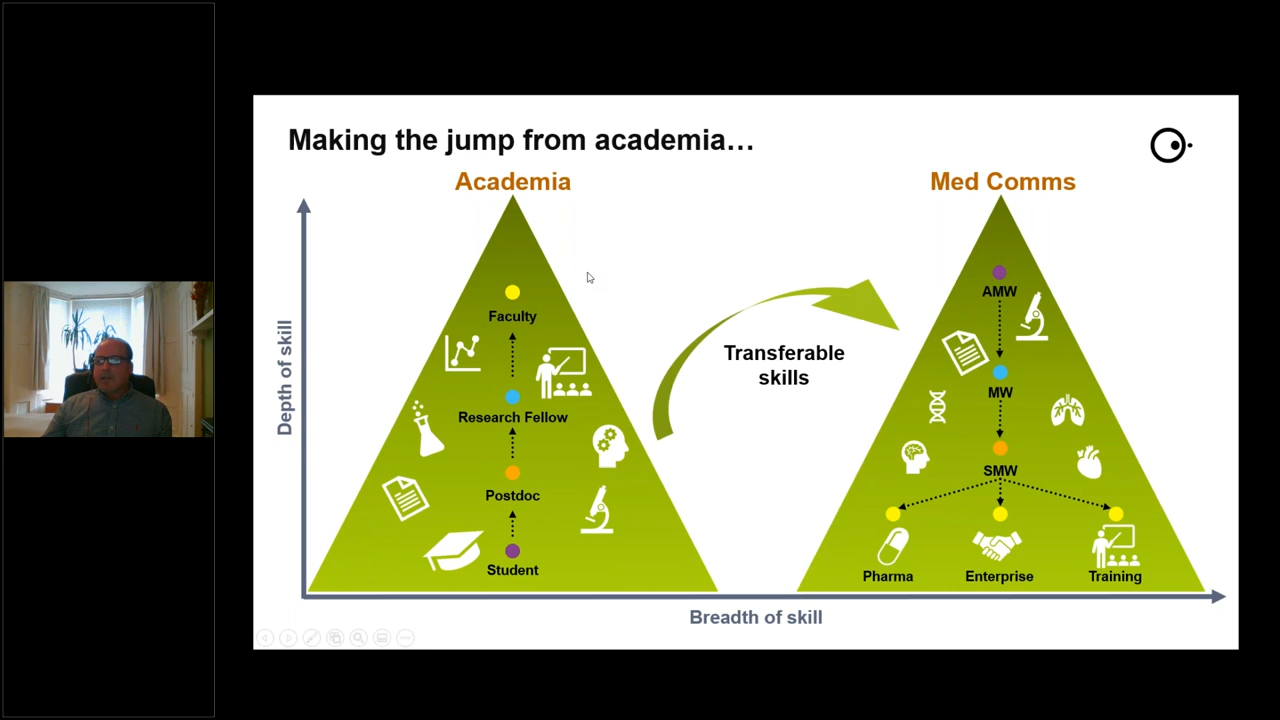 Making the jump from academia…
Academia
Med Comms
Depth of skill
Faculty
Research Fellow
Postdoc
Student
Transferable
skills
AMW
MW
SMW
Pharma
Enterprise
Training
Breadth of skill